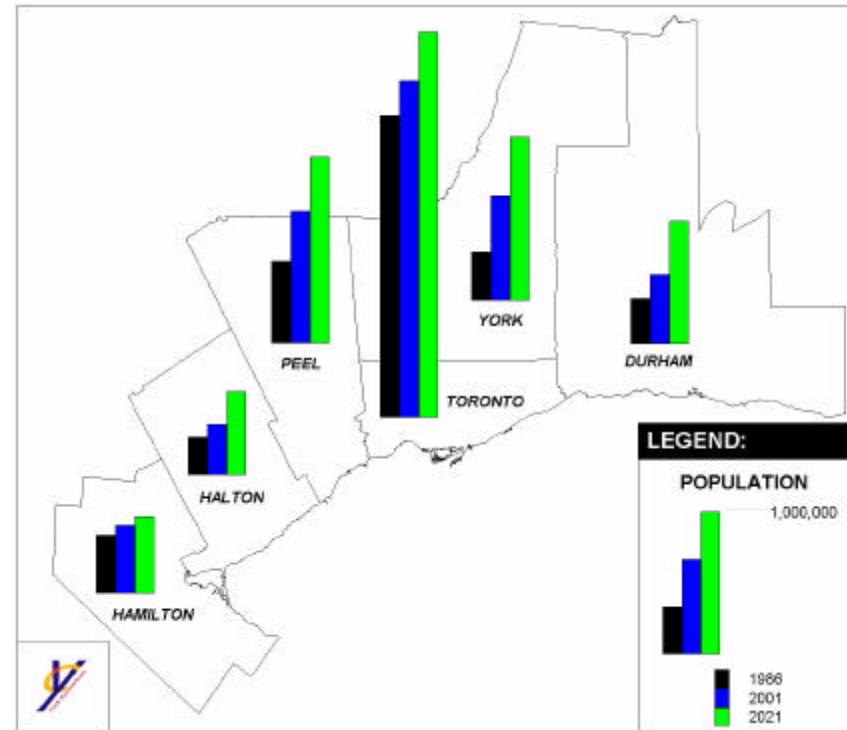 YORK
PEEL
DURHAM
TORONTO
HALTON
HAMILTON
LEGEND:
POPULATION
1,000,000
1986
2001
2021